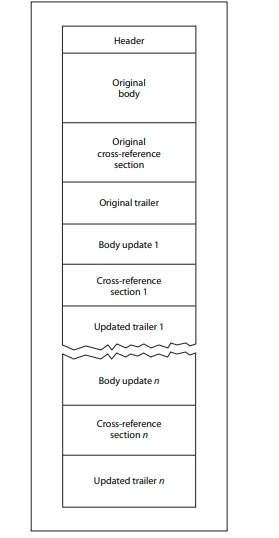 Header
Original
body
Original
cross-reference
section
Original trailer
Body update 1
Cross-reference
section 1
Updated trailer 1
Body update n
Cross-reference
section n
Updated trailer n